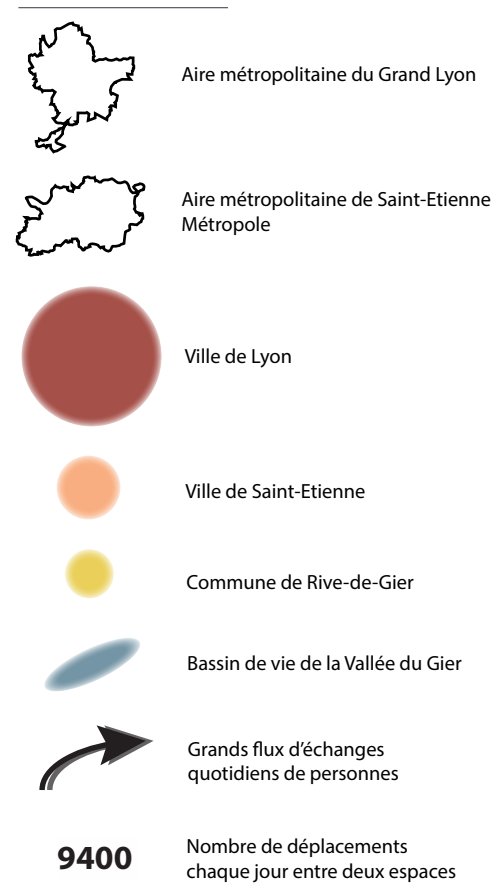 Aire métropolitaine du Grand Lyon
Aire métropolitaine de Saint-Etienne
Métropole
Ville de Lyon
Ville de Saint-Etienne
Commune de Rive-de-Gier
Bassin de vie de la Vallée du Gier
Grands flux d'échanges
quotidiens de personnes
9400
Nombre de déplacements
chaque jour entre deux espaces